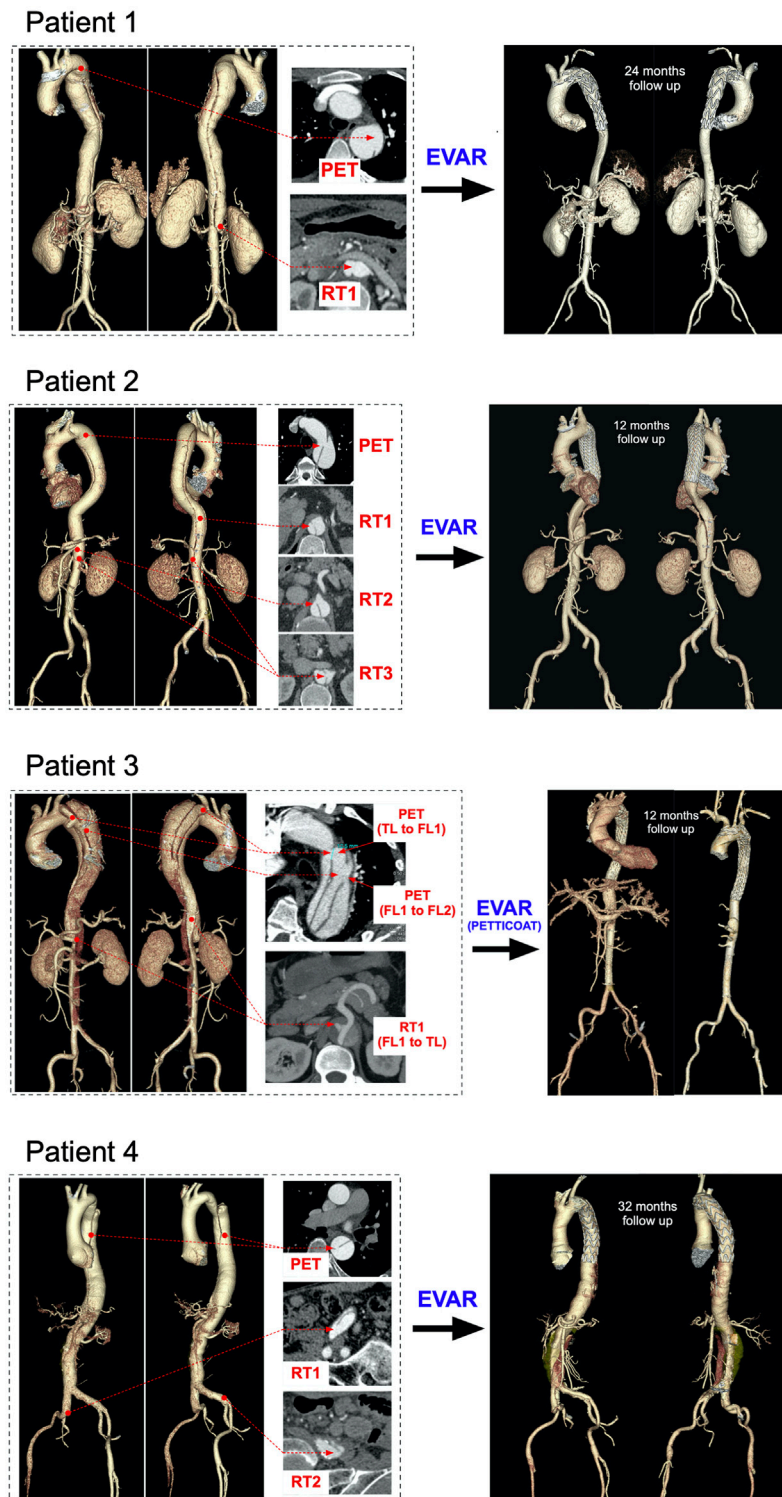 Patient 1
PET
RT1
EVAR
24 months
follow up
Patient 2
PET
RT1
RT2
RT3
EVAR
12 months
follow up
Patient 3
PET
(TL to FL1)
PET
(FL1 to FL2)
RT1
(FL1 to TL)
EVAR
(PETTICOAT)
12 months
follow up
Patient 4
PET
RT1
RT2
EVAR
32 months
follow up